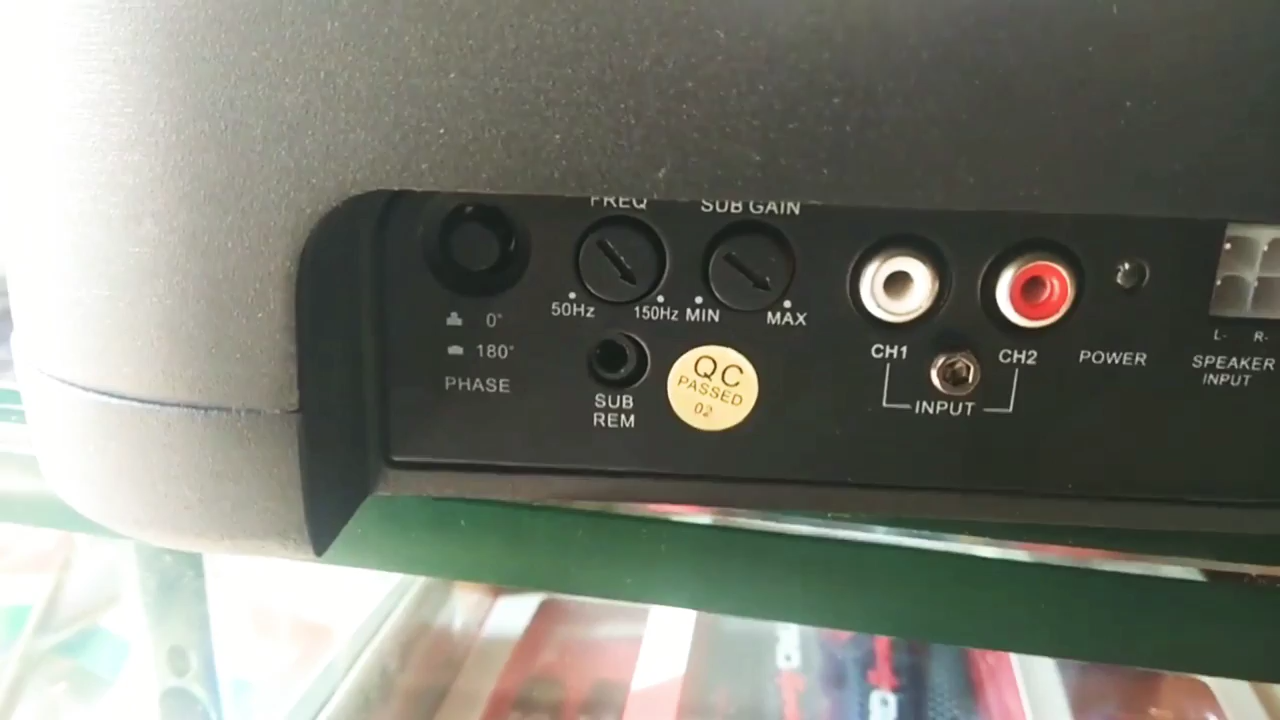 FREQ
SUB GAIN
50Hz
150Hz
MIN
MAX
0°
180°
PHASE
SUB
REM
QC
PASSED
02
CH1
CH2
INPUT
POWER
L-
R-
SPEAKER
INPUT